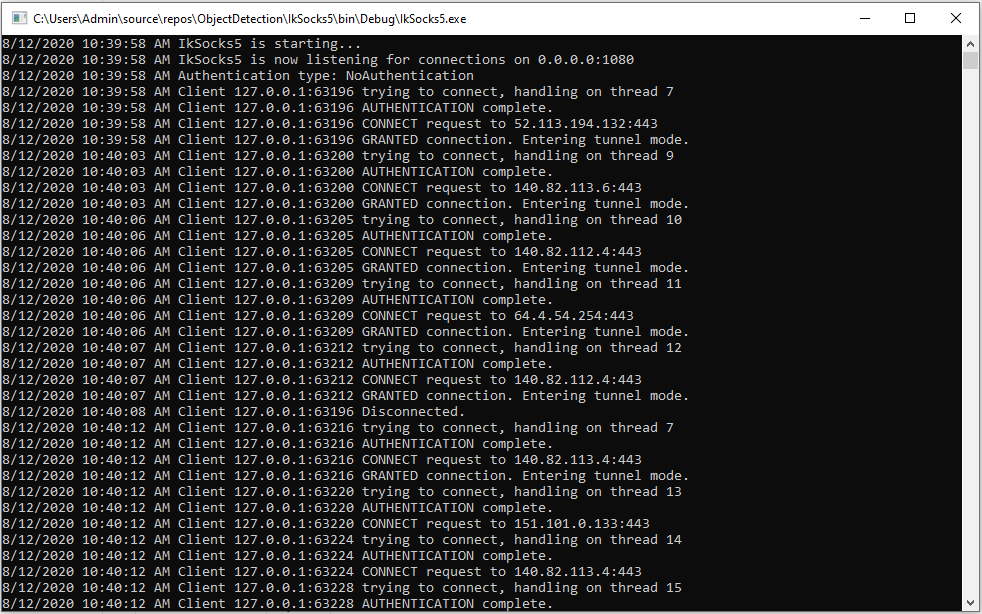 C:\Users\Admin\source\repos\ObjectDetection\IkSocks5\bin\Debug\IkSocks5.exe
8/12/2020 10:39:58 AM IkSocks5 is starting...
8/12/2020 10:39:58 AM IkSocks5 is now listening for connections on 0.0.0.0:1080
8/12/2020 10:39:58 AM Authentication type: NoAuthentication
8/12/2020 10:39:58 AM Client 127.0.0.1:63196 trying to connect, handling on thread 7
8/12/2020 10:39:58 AM Client 127.0.0.1:63196 AUTHENTICATION complete.
8/12/2020 10:39:58 AM Client 127.0.0.1:63196 CONNECT request to 52.113.194.132:443
8/12/2020 10:39:58 AM Client 127.0.0.1:63196 GRANTED connection. Entering tunnel mode.
8/12/2020 10:40:03 AM Client 127.0.0.1:63200 trying to connect, handling on thread 9
8/12/2020 10:40:03 AM Client 127.0.0.1:63200 AUTHENTICATION complete.
8/12/2020 10:40:03 AM Client 127.0.0.1:63200 CONNECT request to 140.82.113.6:443
8/12/2020 10:40:03 AM Client 127.0.0.1:63200 GRANTED connection. Entering tunnel mode.
8/12/2020 10:40:06 AM Client 127.0.0.1:63205 trying to connect, handling on thread 10
8/12/2020 10:40:06 AM Client 127.0.0.1:63205 AUTHENTICATION complete.
8/12/2020 10:40:06 AM Client 127.0.0.1:63205 CONNECT request to 140.82.112.4:443
8/12/2020 10:40:06 AM Client 127.0.0.1:63205 GRANTED connection. Entering tunnel mode.
8/12/2020 10:40:06 AM Client 127.0.0.1:63209 trying to connect, handling on thread 11
8/12/2020 10:40:06 AM Client 127.0.0.1:63209 AUTHENTICATION complete.
8/12/2020 10:40:06 AM Client 127.0.0.1:63209 CONNECT request to 64.4.54.254:443
8/12/2020 10:40:06 AM Client 127.0.0.1:63209 GRANTED connection. Entering tunnel mode.
8/12/2020 10:40:07 AM Client 127.0.0.1:63212 trying to connect, handling on thread 12
8/12/2020 10:40:07 AM Client 127.0.0.1:63212 AUTHENTICATION complete.
8/12/2020 10:40:07 AM Client 127.0.0.1:63212 CONNECT request to 140.82.112.4:443
8/12/2020 10:40:07 AM Client 127.0.0.1:63212 GRANTED connection. Entering tunnel mode.
8/12/2020 10:40:08 AM Client 127.0.0.1:63196 Disconnected.
8/12/2020 10:40:12 AM Client 127.0.0.1:63216 trying to connect, handling on thread 7
8/12/2020 10:40:12 AM Client 127.0.0.1:63216 AUTHENTICATION complete.
8/12/2020 10:40:12 AM Client 127.0.0.1:63216 CONNECT request to 140.82.113.4:443
8/12/2020 10:40:12 AM Client 127.0.0.1:63216 GRANTED connection. Entering tunnel mode.
8/12/2020 10:40:12 AM Client 127.0.0.1:63220 trying to connect, handling on thread 13
8/12/2020 10:40:12 AM Client 127.0.0.1:63220 AUTHENTICATION complete.
8/12/2020 10:40:12 AM Client 127.0.0.1:63220 CONNECT request to 151.101.0.133:443
8/12/2020 10:40:12 AM Client 127.0.0.1:63224 trying to connect, handling on thread 14
8/12/2020 10:40:12 AM Client 127.0.0.1:63224 AUTHENTICATION complete.
8/12/2020 10:40:12 AM Client 127.0.0.1:63224 CONNECT request to 140.82.113.4:443
8/12/2020 10:40:12 AM Client 127.0.0.1:63228 trying to connect, handling on thread 15
8/12/2020 10:40:12 AM Client 127.0.0.1:63228 AUTHENTICATION complete.